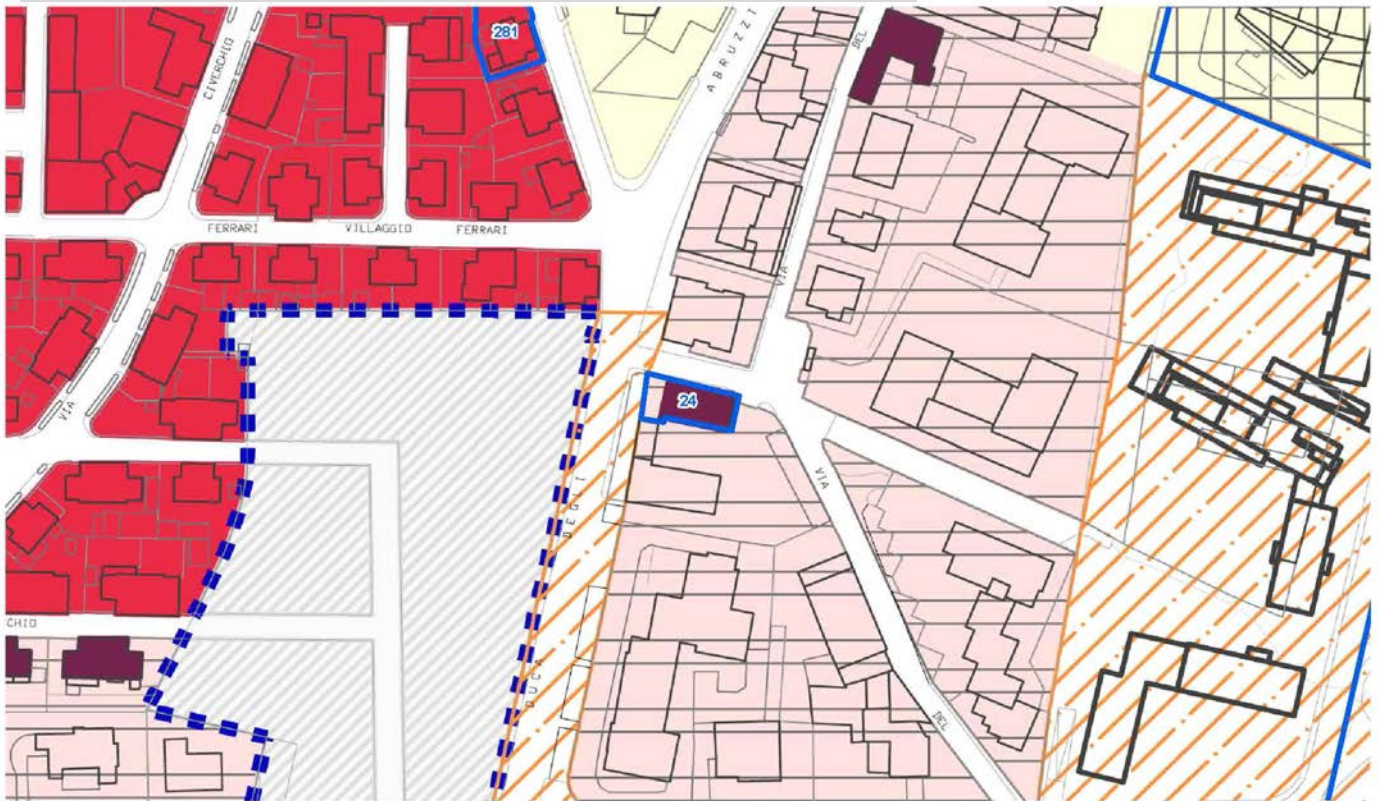 281
CIVERCHIO
ABRUZZI
DEL
FERRARI VILLAGGIO FERRARI
VIA
VIA
24
DEGLI
VIA
CHIO
DUCA
DEL